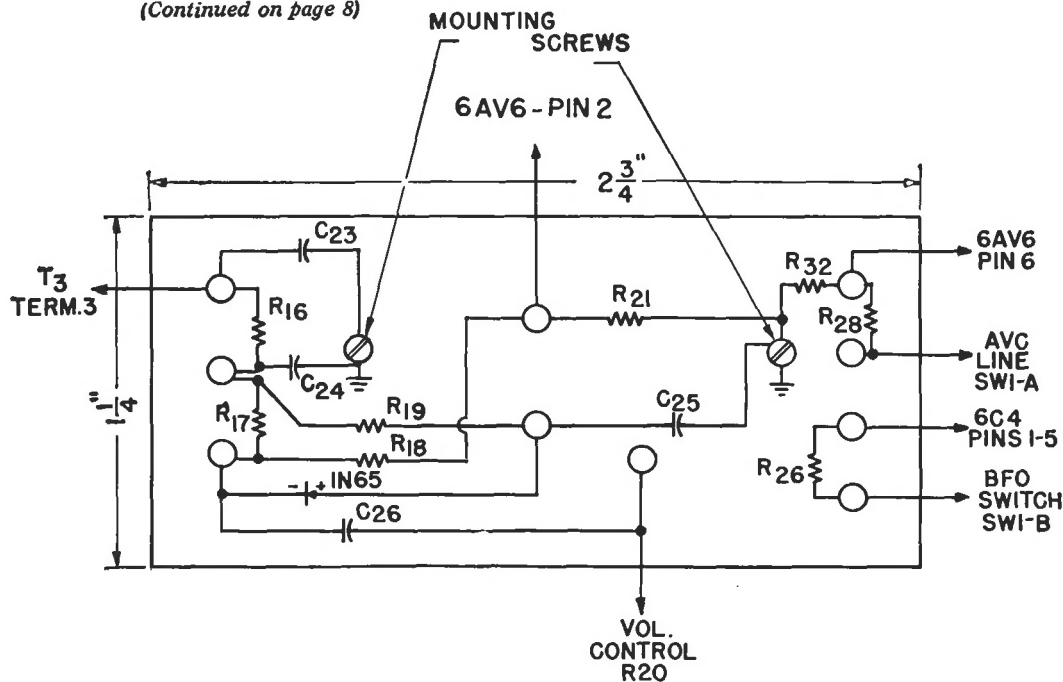 (Continued on page 8)
MOUNTING
SCREWS
6AV6-PIN 2
2 3/4"
C23
6AV6
PIN 6
R32
T3
TERM.3
R21
R16
R28
AVC
LINE
SW1-A
C24
1 1/4"
R19
C25
R17
6C4
PINS 1-5
R18
R26
- + 1N65
BFO
SWITCH
SW1-B
C26
VOL.
CONTROL
R20